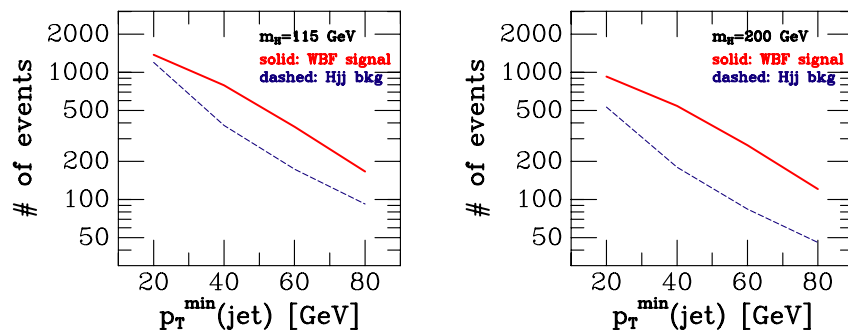 2000
1000
500
200
100
50
# of events
m_H=115 GeV
solid: WBF signal
dashed: Hjj bkg
20 40 60 80
p_T^min(jet) [GeV]
2000
1000
500
200
100
50
# of events
m_H=200 GeV
solid: WBF signal
dashed: Hjj bkg
20 40 60 80
p_T^min(jet) [GeV]